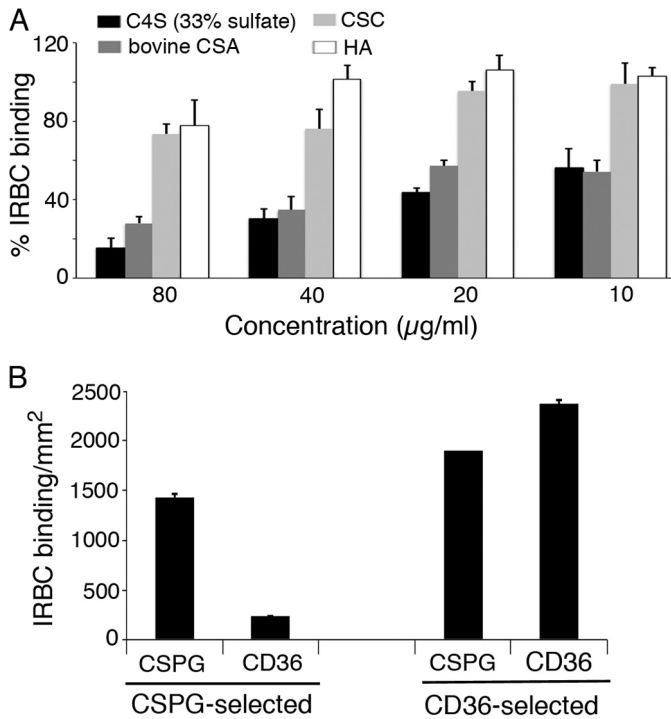 A
C4S (33% sulfate)
CSC
bovine CSA
HA
120
80
40
0
% IRBC binding
80 40 20 10
Concentration (µg/ml)
B
2500
2000
1500
1000
500
0
IRBC binding/mm²
CSPG CD36 CSPG CD36
CSPG-selected CD36-selected